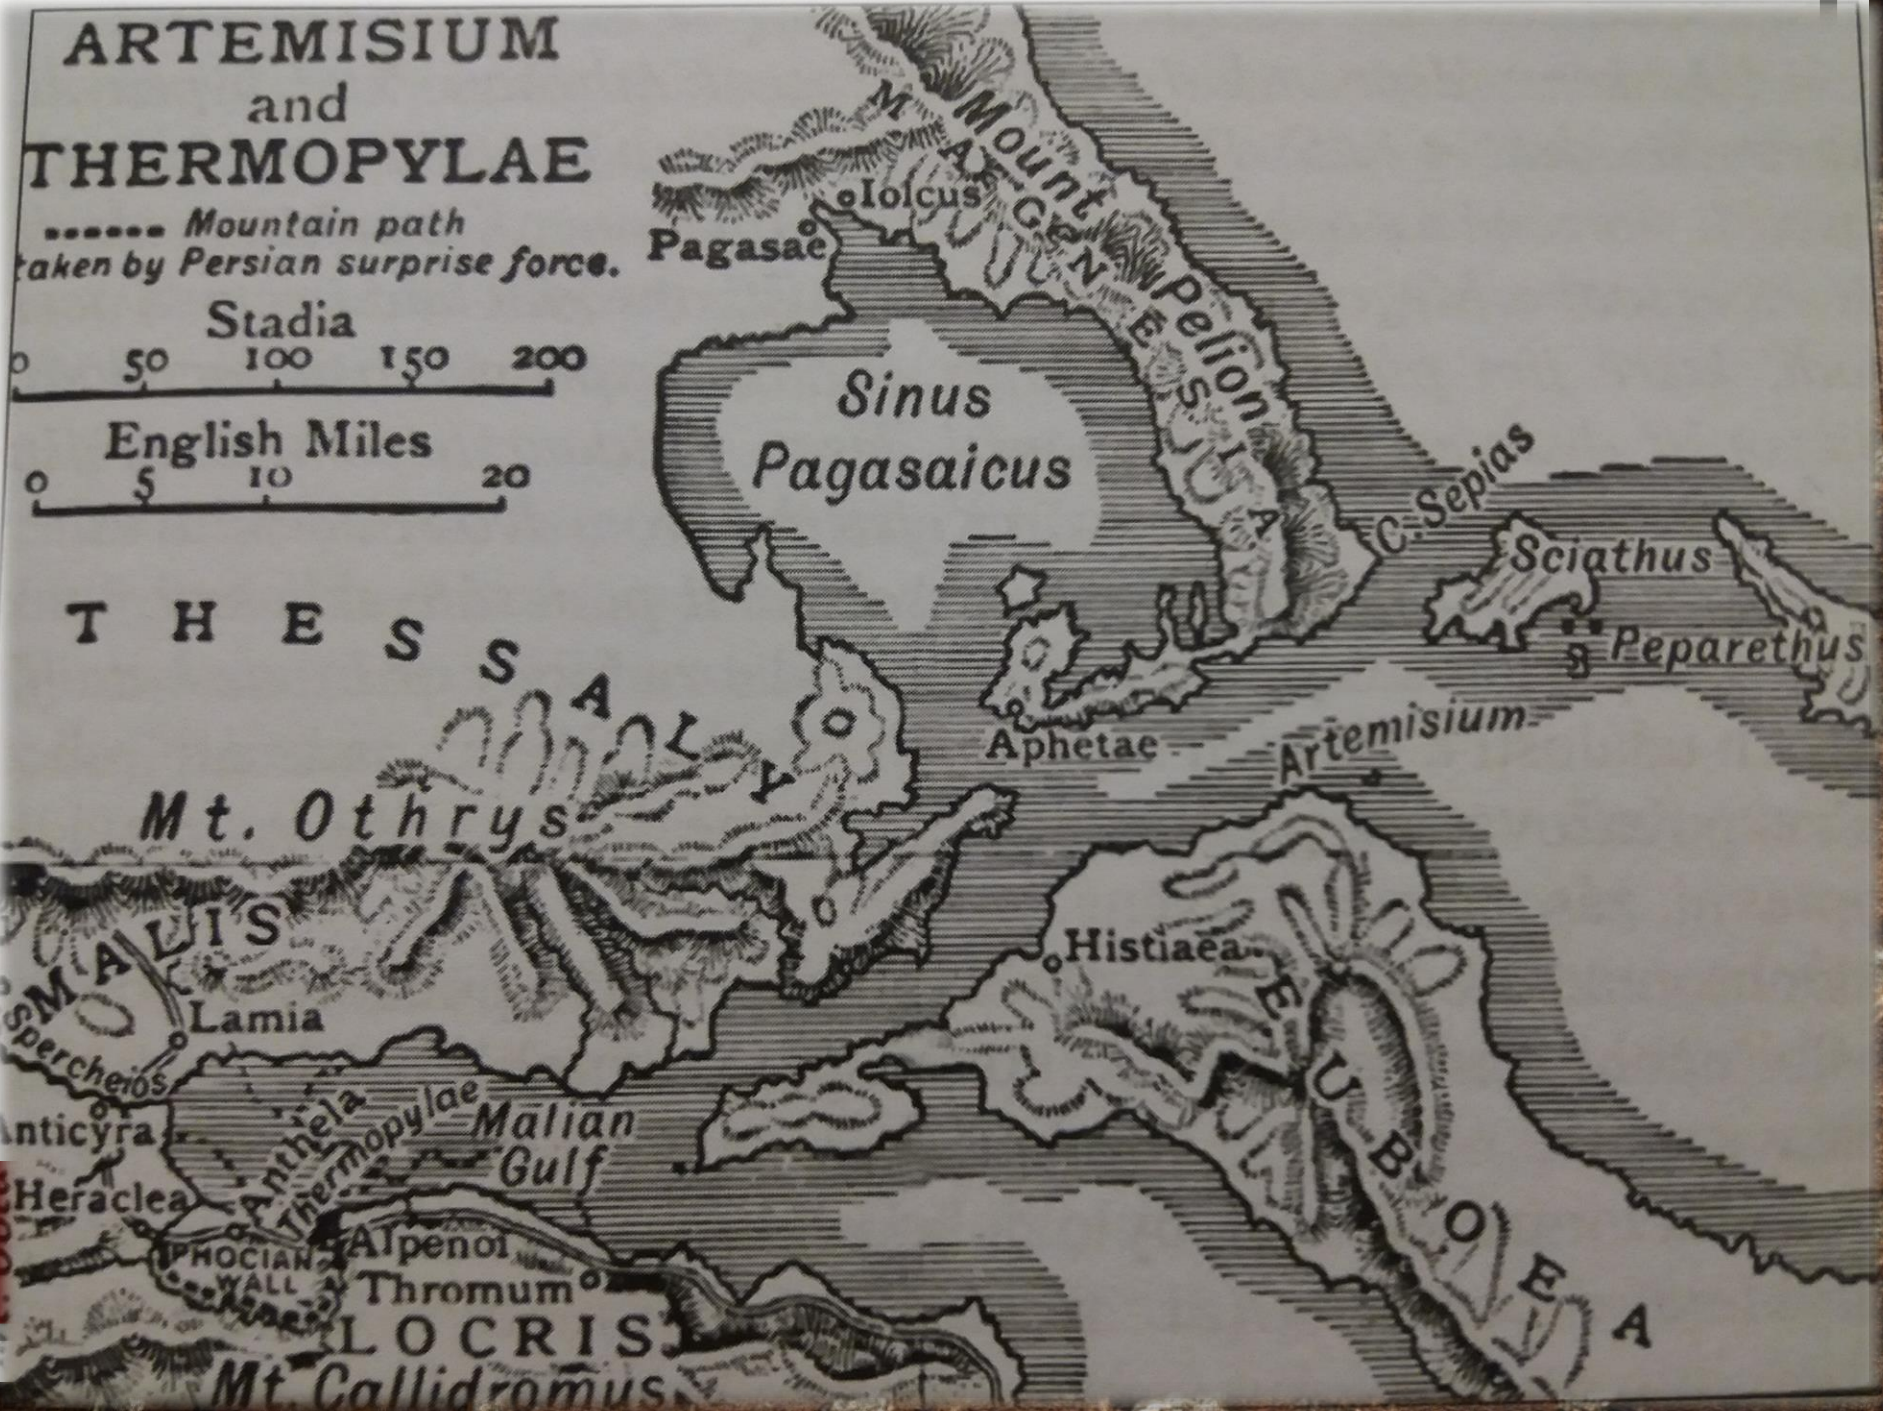 ARTEMISIUM
and
THERMOPYLAE
Mountain path
taken by Persian surprise force.
Stadia
0 50 100 150 200
English Miles
0 5 10 20
Mount Pelion
MAGNESIA
Iolcus
Pagasae
Sinus
Pagasaicus
C. Sepias
Sciathus
Peparethus
THESSALY
Aphetae
Artemisium
Mt. Othrys
MALIS
Histiaea
Lamia
Spercheios
EUBOEA
Anticyra
Anthela
Thermopylae
Malian
Gulf
Heraclea
PHOCIAN
WALL
Alpenoi
Thromum
LOCRIS
Mt. Callidromus